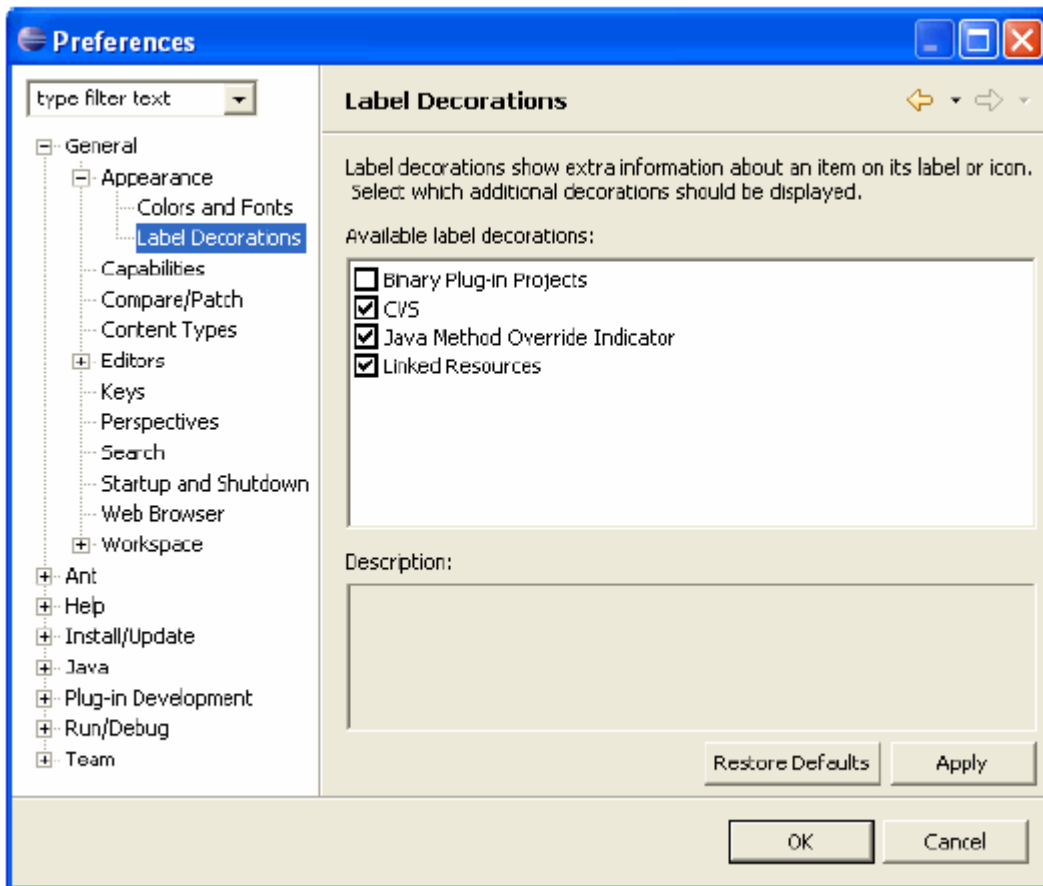 Preferences
type filter text
General
Appearance
Colors and Fonts
Label Decorations
Capabilities
Compare/Patch
Content Types
Editors
Keys
Perspectives
Search
Startup and Shutdown
Web Browser
Workspace
Ant
Help
Install/Update
Java
Plug-in Development
Run/Debug
Team
Label Decorations
Label decorations show extra information about an item on its label or icon.
Select which additional decorations should be displayed.
Available label decorations:
Binary Plug-in Projects
CVS
Java Method Override Indicator
Linked Resources
Description:
Restore Defaults
Apply
OK
Cancel